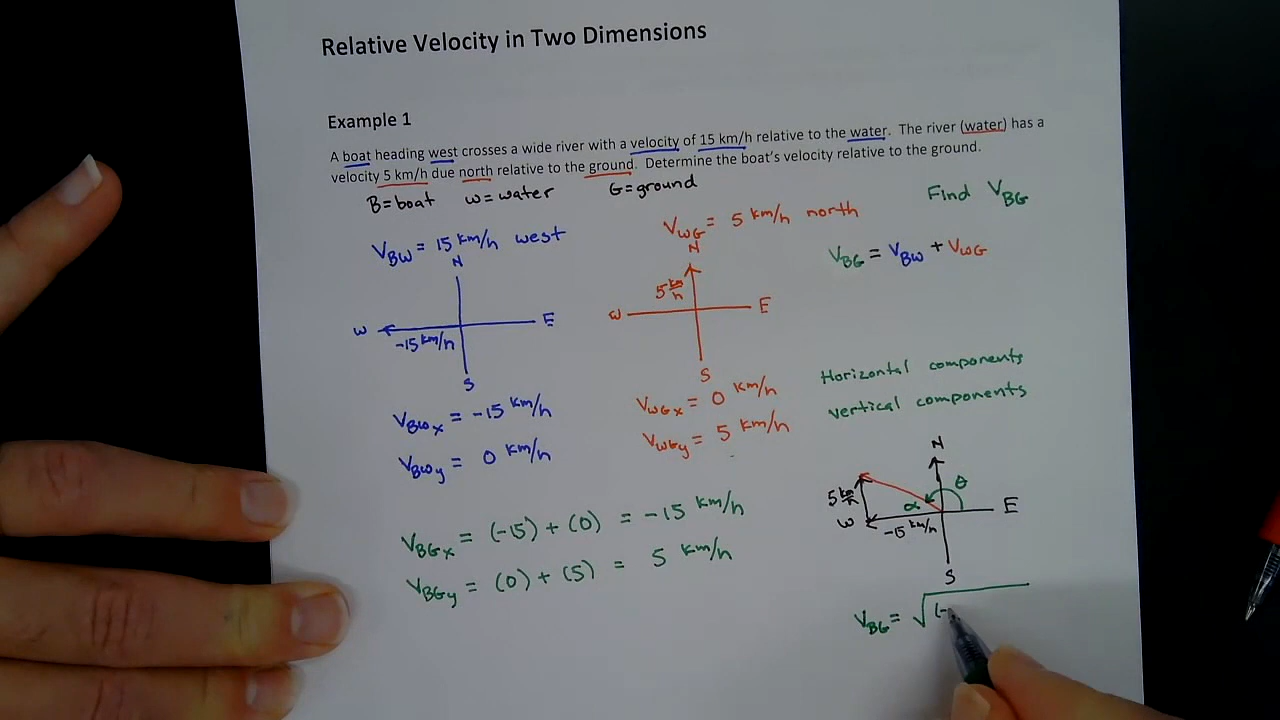 Relative Velocity in Two Dimensions
Example 1
A boat heading west crosses a wide river with a velocity of 15 km/h relative to the water. The river (water) has a
velocity 5 km/h due north relative to the ground. Determine the boat's velocity relative to the ground.
B=boat w=water G=ground
Find VBG
VBW = 15 km/h west
VWG = 5 km/h north
VBG = VBW + VWG
N
W
E
-15 km/h
S
N
5 km/h
W
E
S
VBWx = -15 km/h
VBWy = 0 km/h
VWGx = 0 km/h
VWGy = 5 km/h
Horizontal components
vertical components
VBGx = (-15) + (0) = -15 km/h
VBGy = (0) + (5) = 5 km/h
N
θ
5 km/h
α
W
E
-15 km/h
S
VBG = √(-